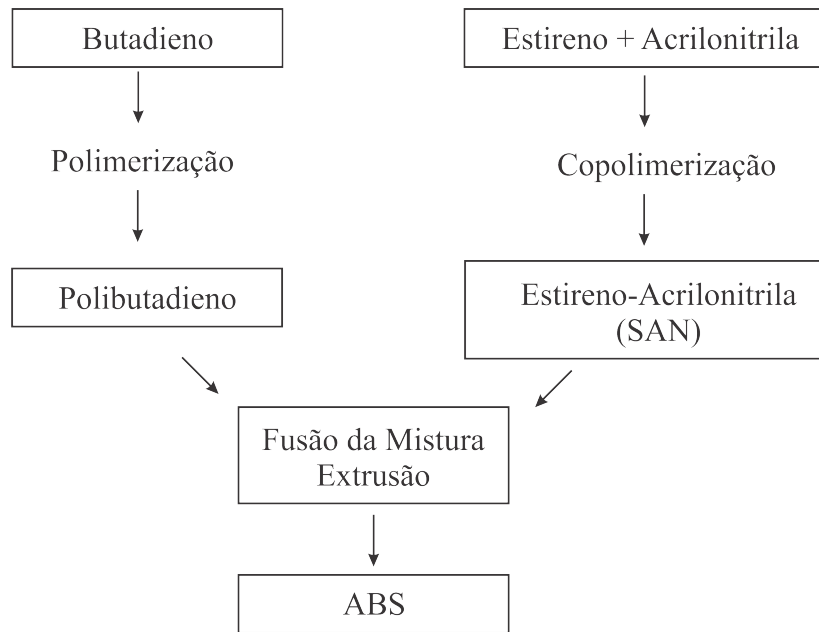 Butadieno
Estireno + Acrilonitrila
Polimerização
Copolimerização
Polibutadieno
Estireno-Acrilonitrila
(SAN)
Fusão da Mistura
Extrusão
ABS